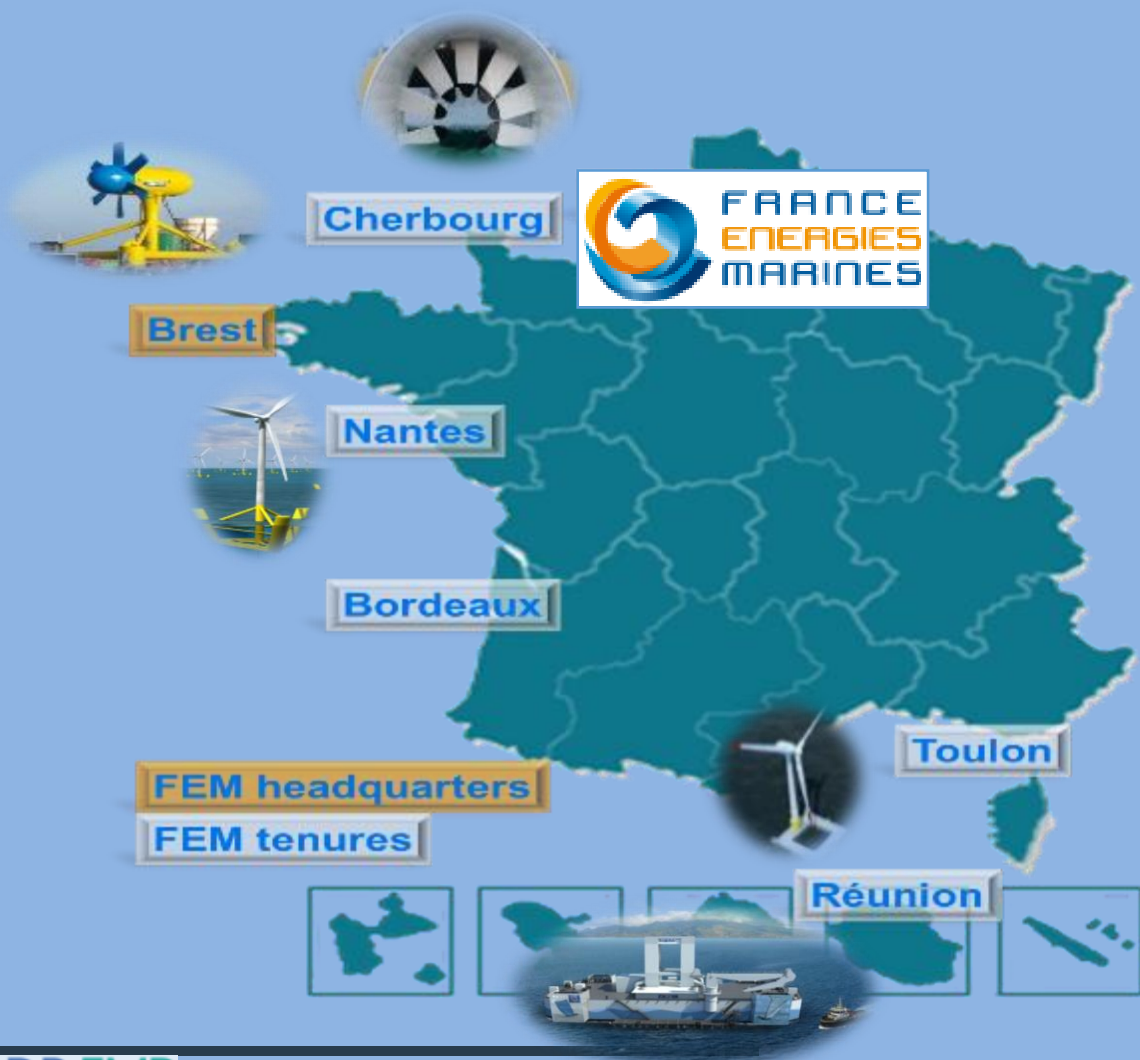 Cherbourg
FRANCE
ENERGIES
MARINES
Brest
Nantes
Bordeaux
Toulon
FEM headquarters
FEM tenures
Réunion